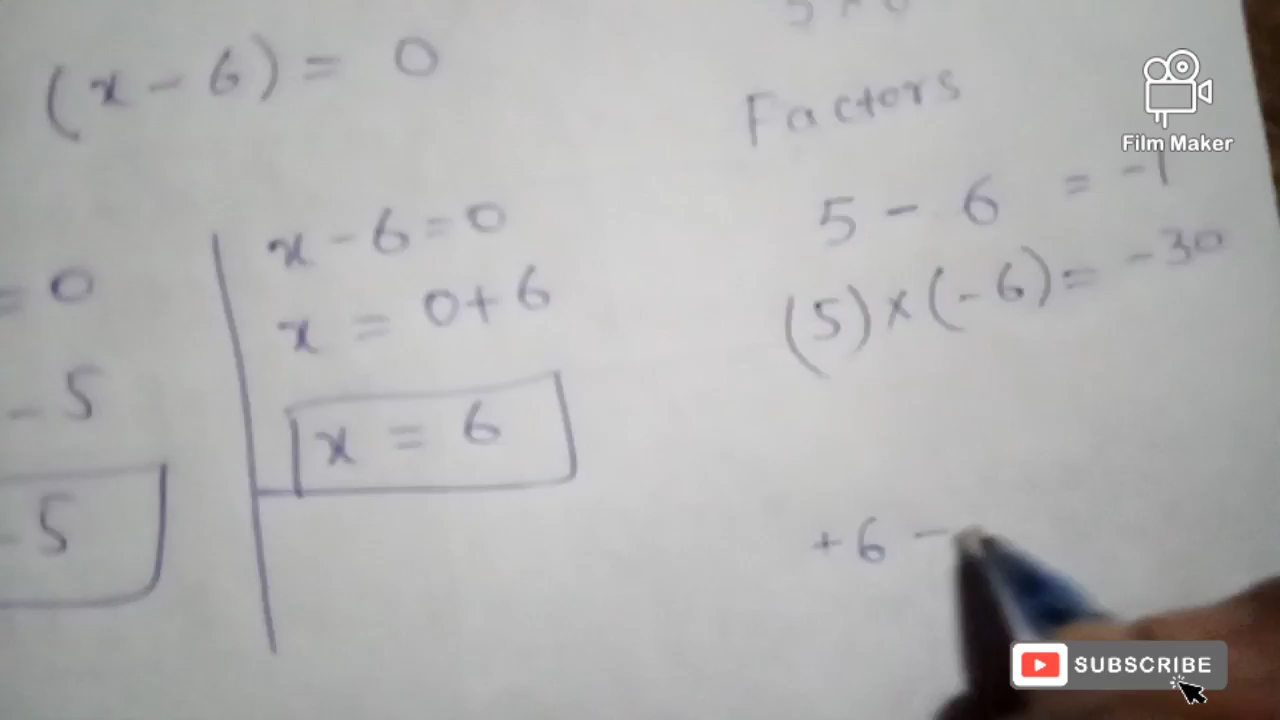 (x - 6) = 0
= 0
- 5
- 5
x - 6 = 0
x = 0 + 6
x = 6
Factors
5 - 6 = -1
(5) × (-6) = -30
+6 -
Film Maker
SUBSCRIBE